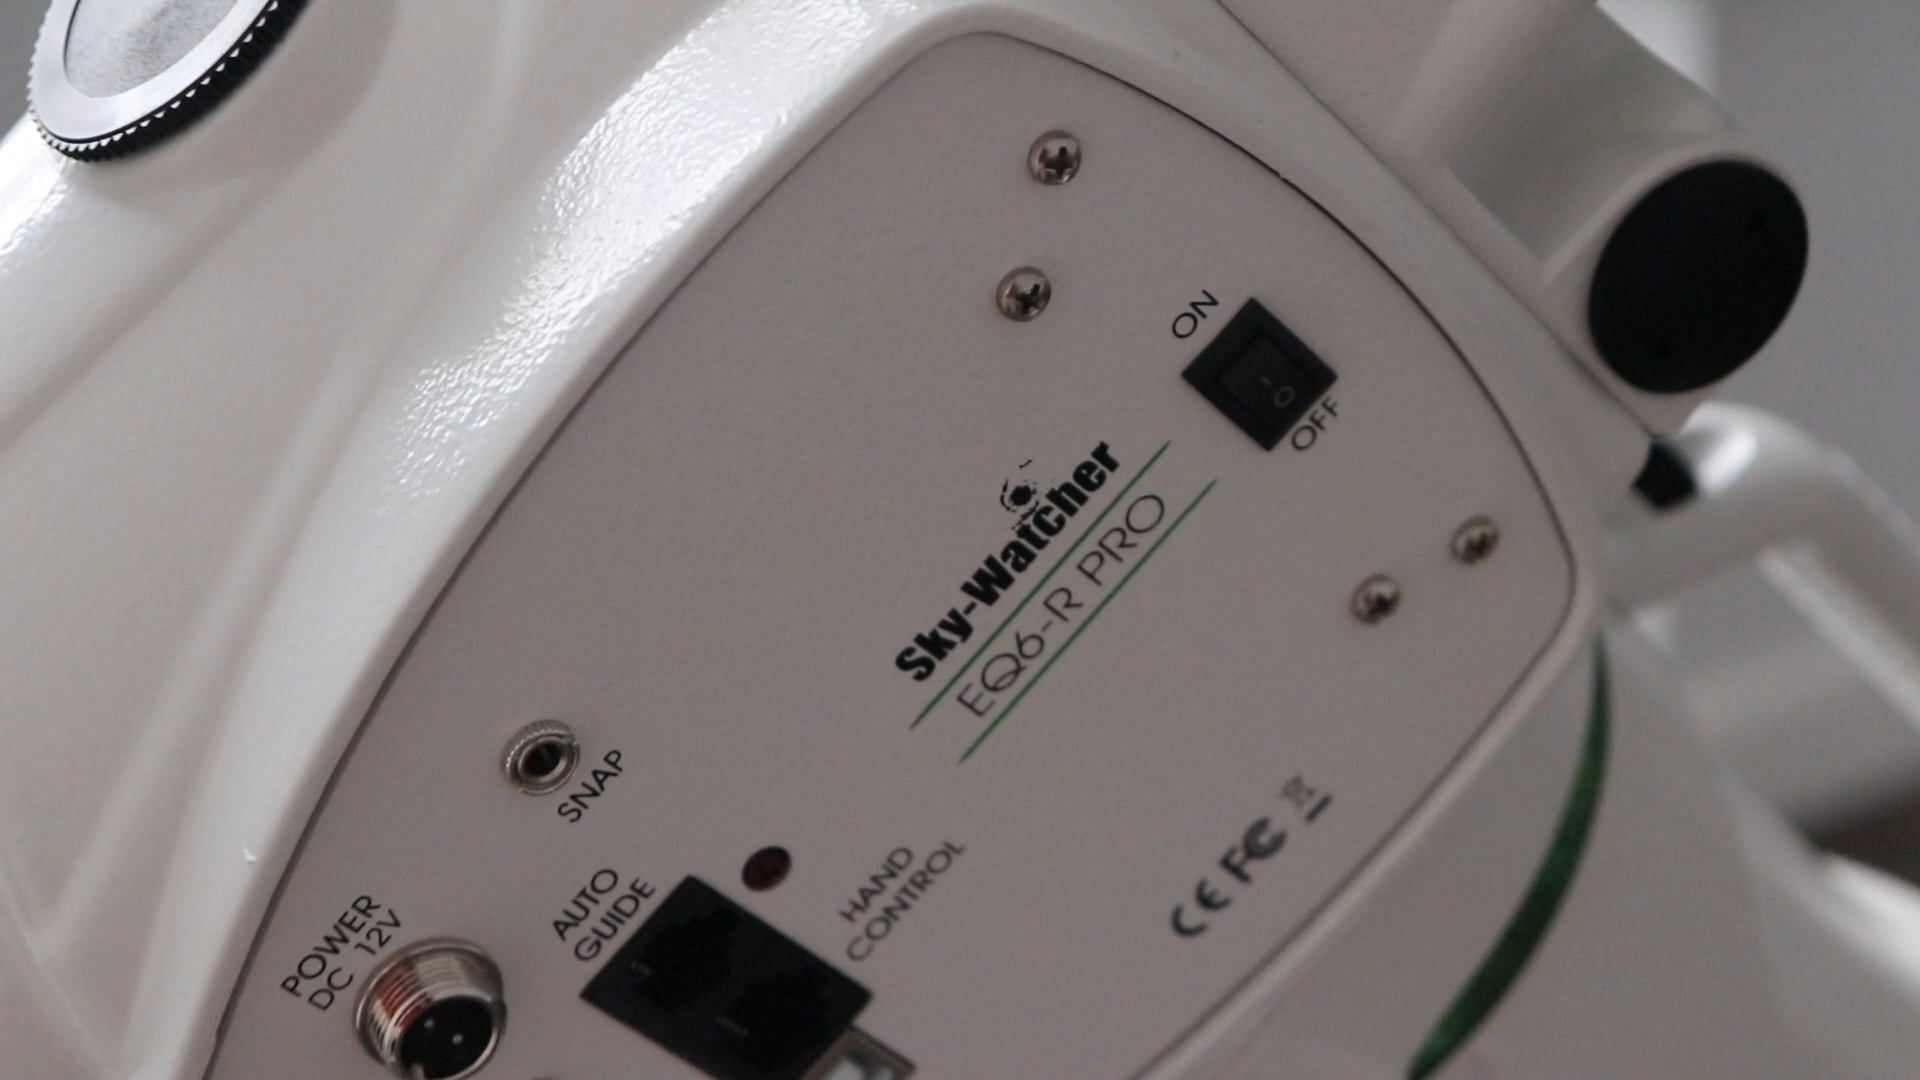 ON
OFF
Sky-Watcher
EQ6-R PRO
SNAP
POWER
DC 12V
AUTO
GUIDE
HAND
CONTROL
CE FC